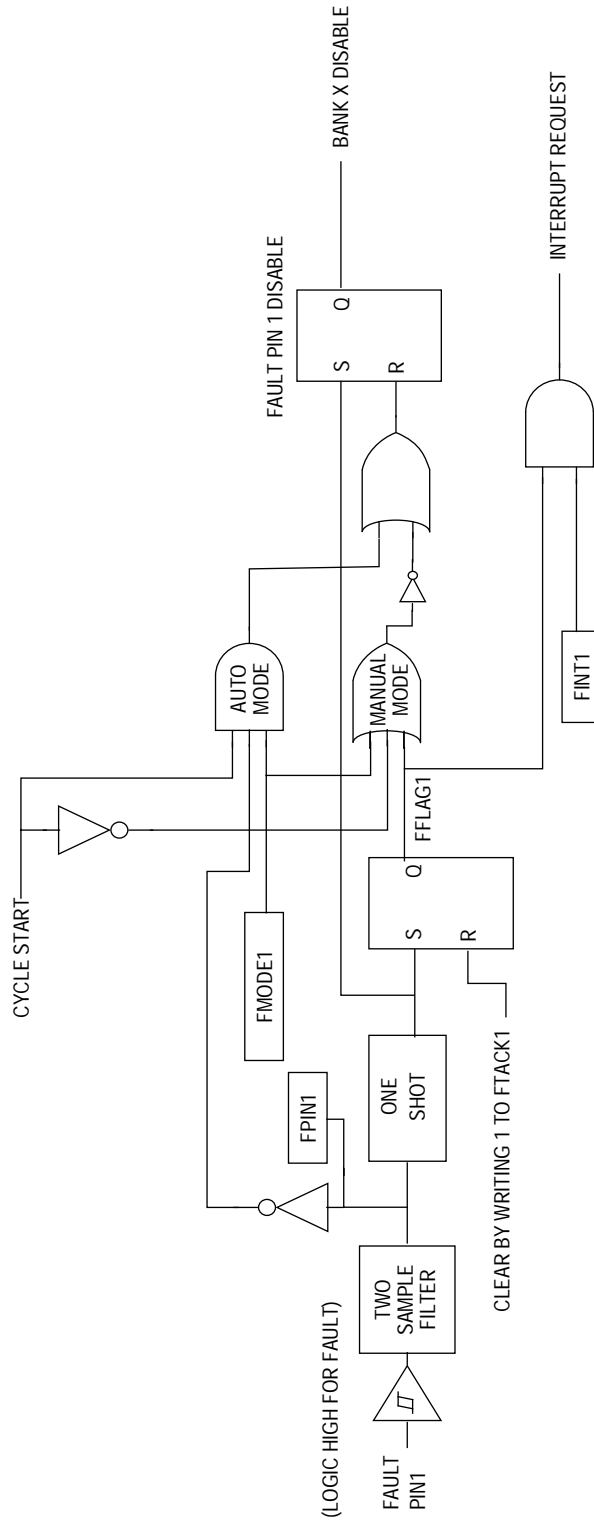 CYCLE START
FMODE1
AUTO
MODE
FPIN1
(LOGIC HIGH FOR FAULT)
FAULT
PIN1
TWO
SAMPLE
FILTER
ONE
SHOT
S
Q
R
FFLAG1
CLEAR BY WRITING 1 TO FTACK1
MANUAL
MODE
FAULT PIN 1 DISABLE
S
Q
R
BANK X DISABLE
FINT1
INTERRUPT REQUEST